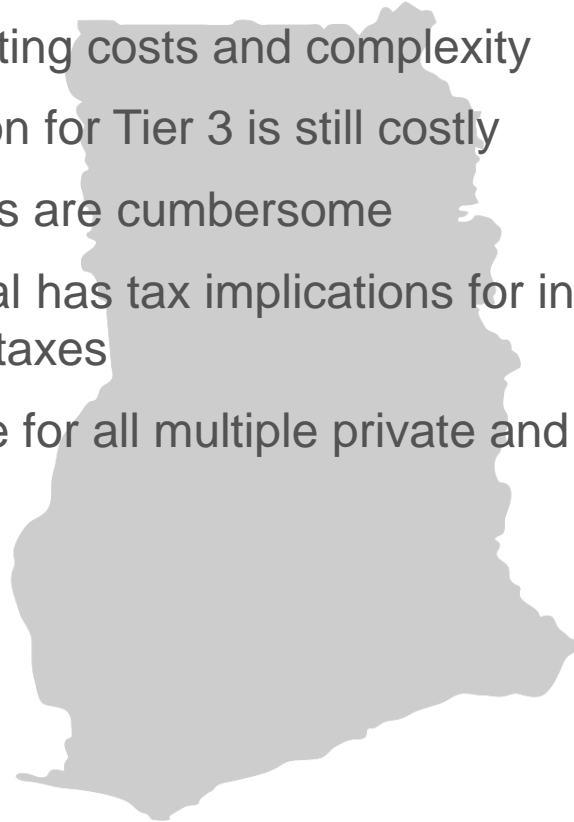 ting costs and complexity
on for Tier 3 is still costly
s are cumbersome
al has tax implications for in
taxes
e for all multiple private and